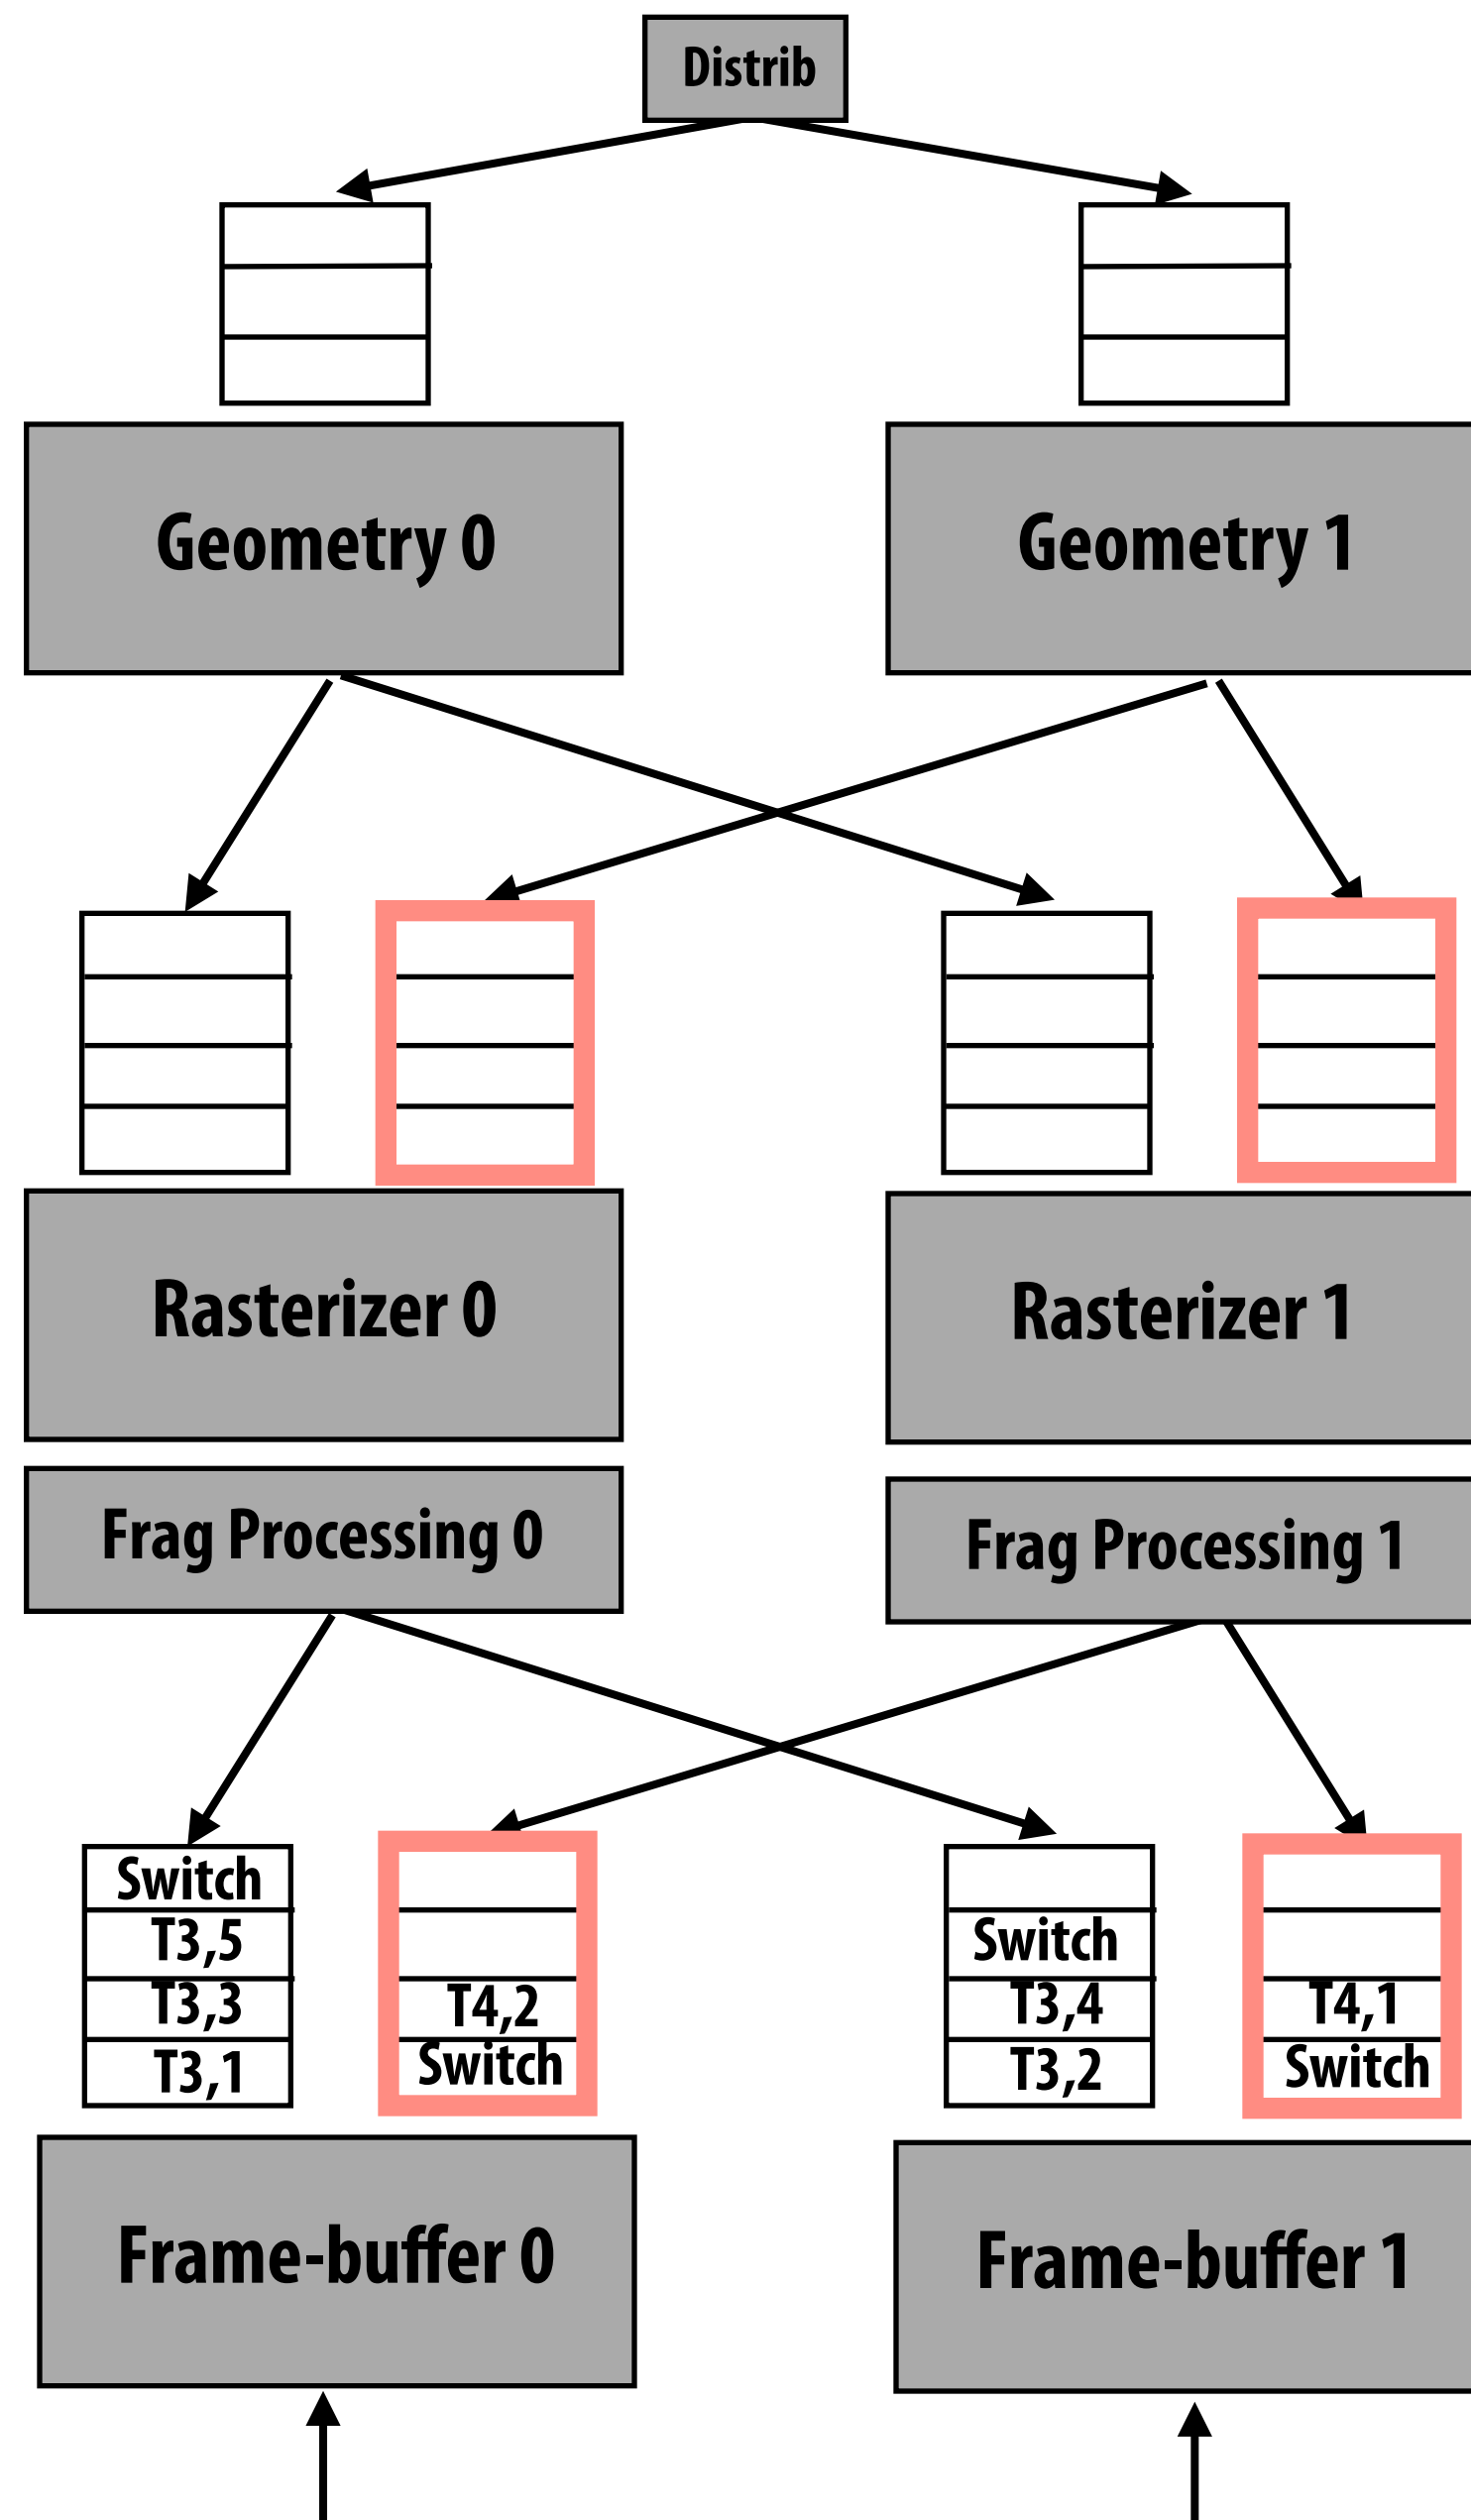 Distrib
Geometry 0
Geometry 1
Rasterizer 0
Rasterizer 1
Frag Processing 0
Frag Processing 1
Switch
T3,5
T3,3
T3,1
T4,2
Switch
Switch
T3,4
T3,2
T4,1
Switch
Frame-buffer 0
Frame-buffer 1